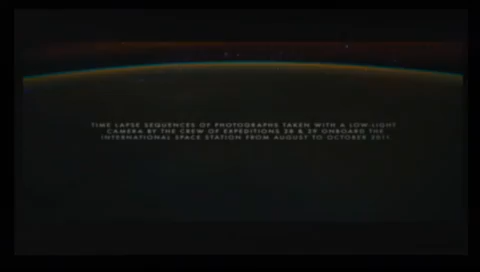 TIME LAPSE SEQUENCES OF PHOTOGRAPHS TAKEN WITH A LOW-LIGHT
CAMERA BY THE CREW OF EXPEDITIONS 28 & 29 ONBOARD THE
INTERNATIONAL SPACE STATION FROM AUGUST TO OCTOBER 2011